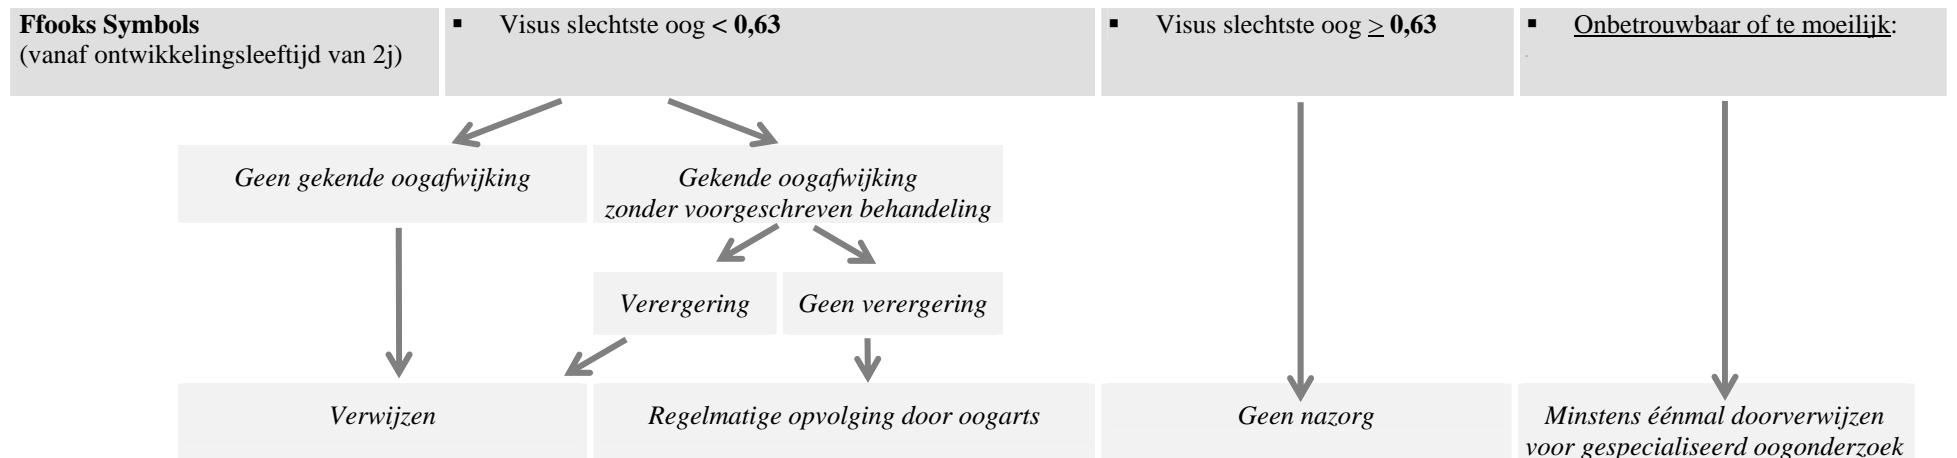 Ffooks Symbols
(vanaf ontwikkelingsleeftijd van 2j)
▪ Visus slechtste oog < 0,63
▪ Visus slechtste oog ≥ 0,63
▪ Onbetrouwbaar of te moeilijk:
Geen gekende oogafwijking
Gekende oogafwijking
zonder voorgeschreven behandeling
Verergering
Geen verergering
Verwijzen
Regelmatige opvolging door oogarts
Geen nazorg
Minstens éénmal doorverwijzen
voor gespecialiseerd oogonderzoek